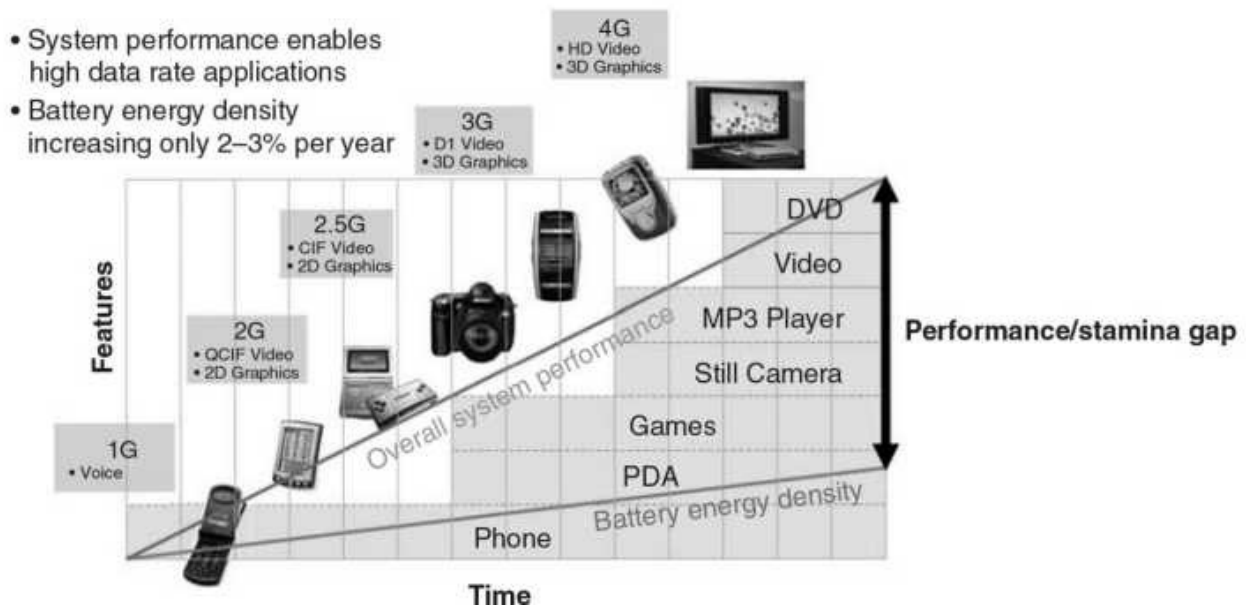 • System performance enables
high data rate applications
• Battery energy density
increasing only 2–3% per year
4G
• HD Video
• 3D Graphics
3G
• D1 Video
• 3D Graphics
2.5G
• CIF Video
• 2D Graphics
2G
• QCIF Video
• 2D Graphics
1G
• Voice
Features
Overall system performance
DVD
Video
MP3 Player
Still Camera
Games
PDA
Battery energy density
Phone
Performance/stamina gap
Time